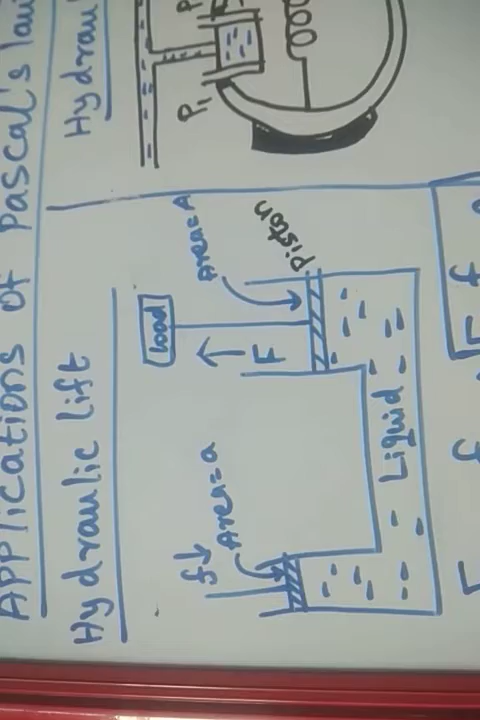 Applications of Pascal's law
Hydraulic lift
Hydrau
P₁
P
f↓
Area=a
Load
F
Area=A
Piston
Liquid
f
F
f